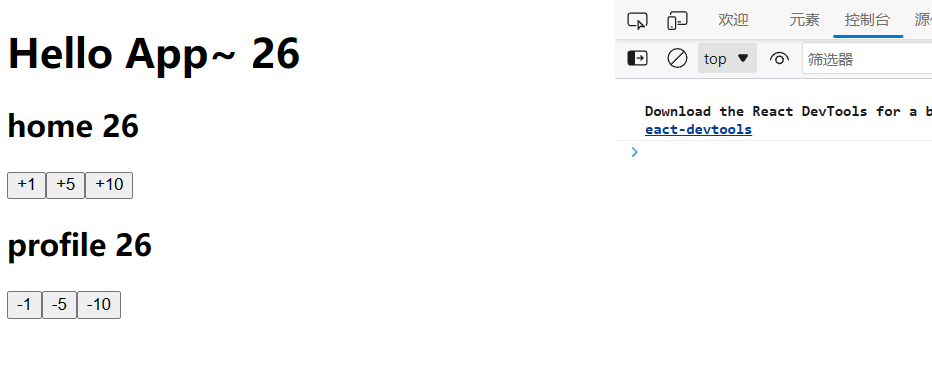 Hello App~ 26
home 26
+1 +5 +10
profile 26
-1 -5 -10
欢迎 元素 控制台
top ▼ 筛选器
Download the React DevTools for a
eact-devtools